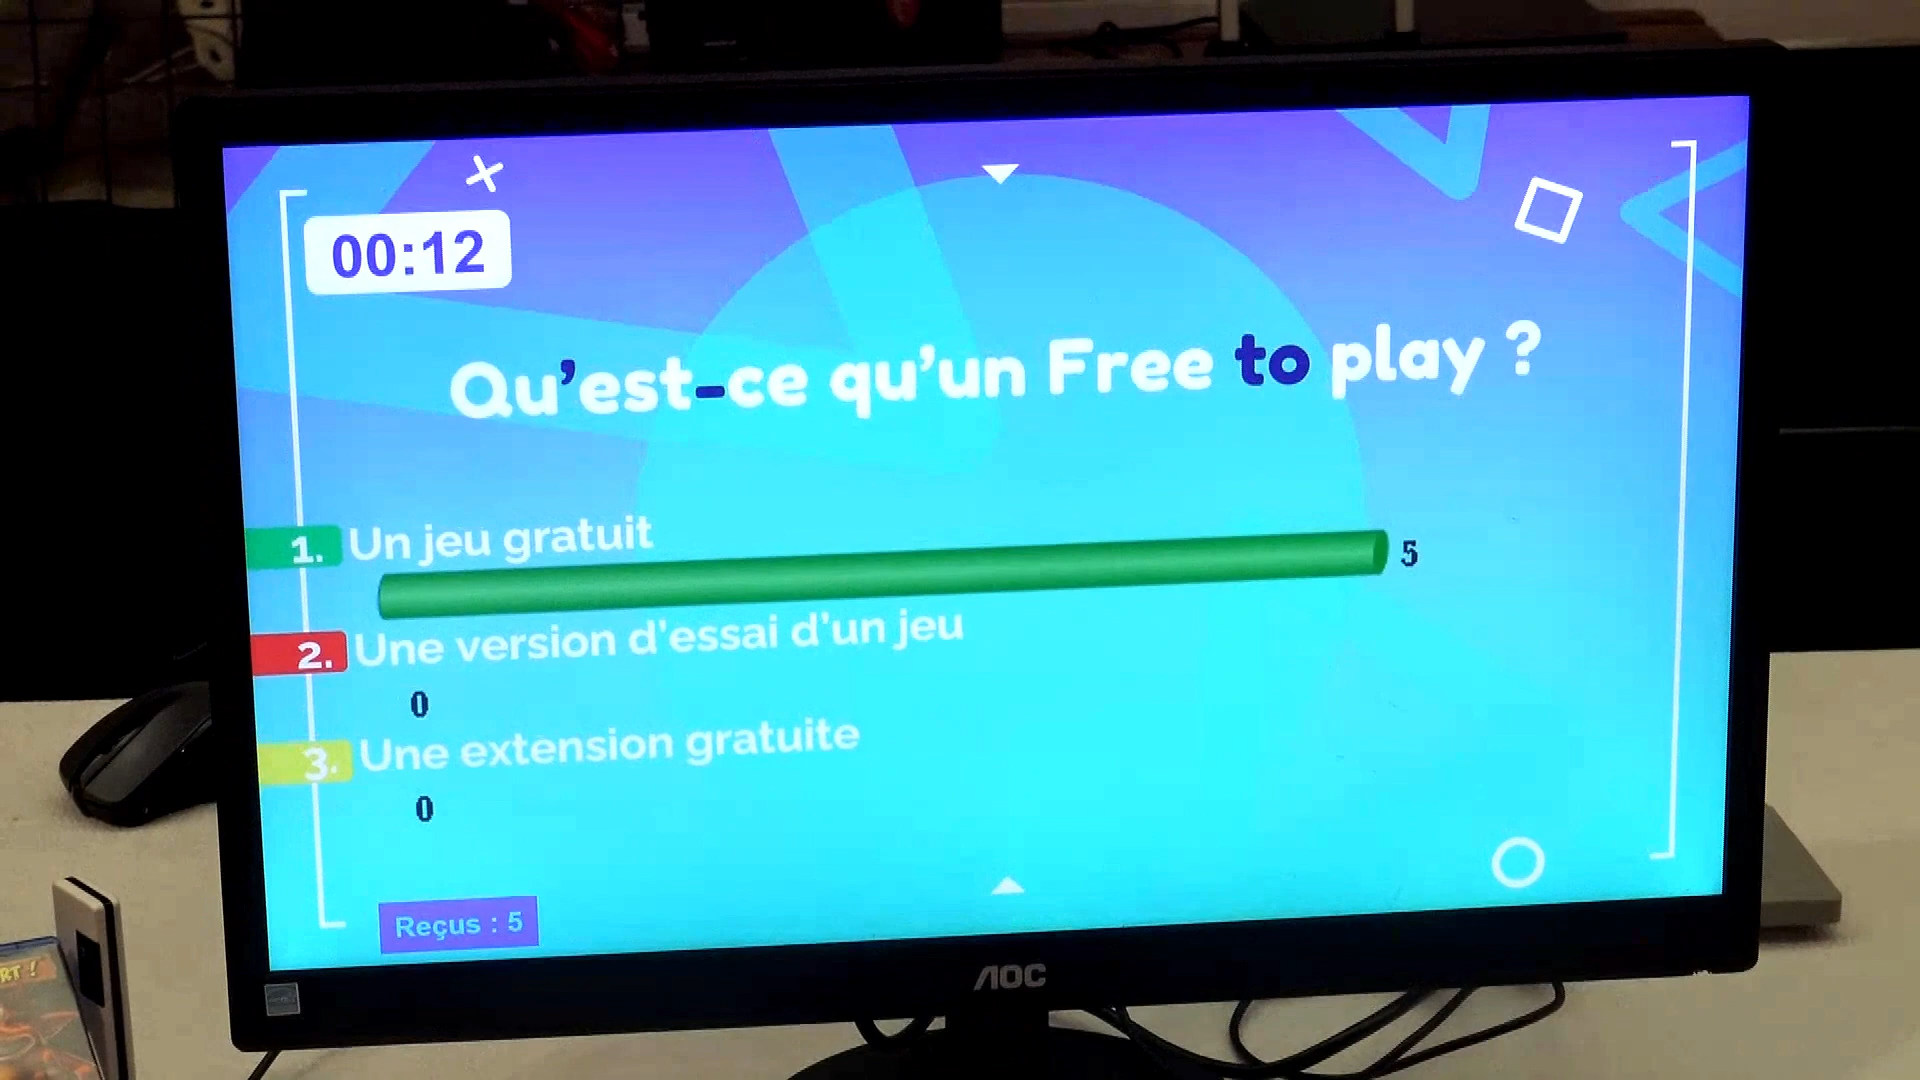 00:12
Qu'est-ce qu'un Free to play ?
1. Un jeu gratuit
5
2. Une version d'essai d'un jeu
0
3. Une extension gratuite
0
Reçus : 5
AOC
RT !